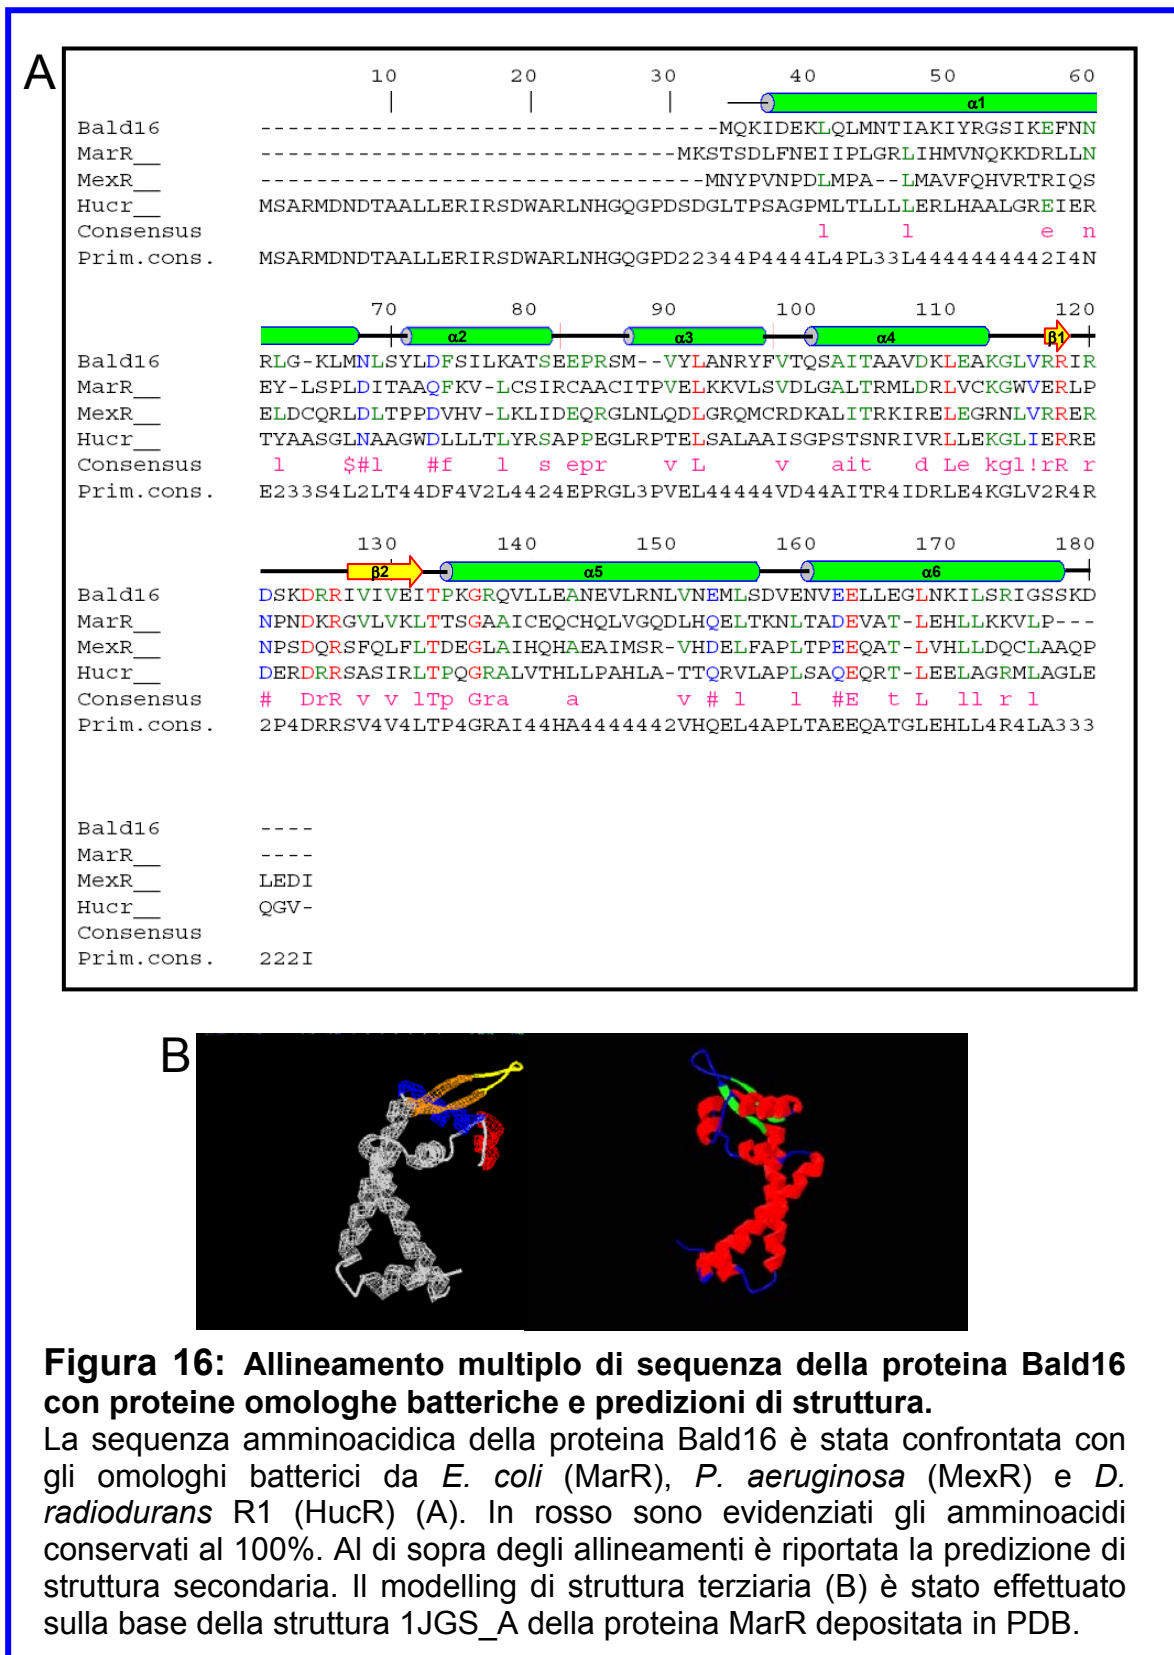 A
10 20 30 40 50 60
α1
Bald16 ---------------------------------MQKIDEKLQLMNTIAKIYRGSIKEFNN
MarR__ ------------------------------MKSTSDLFNEIIPLGRLIHMVNQKKDRLLN
MexR__ --------------------------------MNYPVNPDLMPA--LMAVFQHVRTRIQS
Hucr__ MSARMDNDTAALLERIRSDWARLNHGQGPDSDGLTPSAGPMLTLLLLLERLHAALGREIER
Consensus l l e n
Prim.cons. MSARMDNDTAALLERIRSDWARLNHGQGPD22344P4444L4PL33L4444444442I4N
70 80 90 100 110 120
α2 α3 α4 β1
Bald16 RLG-KLMNLSYLDFSILKATSEEPRSM--VYLANRYFVTQSAITAAVDKLEAKGLVRRIR
MarR__ EY-LSPLDITAAQFKV-LCSIRCAACITPVELKKVLSVDLGALTRMLDRLVCKGWVERLP
MexR__ ELDCQRLDLTPPDVHV-LKLIDEQRGLNLQDLGRQMCRDKALITRKIRELEGRNLVRRER
Hucr__ TYAASGLNAAGWDLLLTLYRSAPPEGLRPTELSALAAISGPSTSNRIVRLLEKGLIERRE
Consensus l $#l #f l s epr v L v ait d Le kgl!rR r
Prim.cons. E233S4L2LT44DF4V2L4424EPRGL3PVEL44444VD44AITR4IDRLE4KGLV2R4R
130 140 150 160 170 180
β2 α5 α6
Bald16 DSKDRRIVIVEITPKGRQVLLEANEVLRNLVNEMLSDVENVEELLEGLNKILSRIGSSKD
MarR__ NPNDKRGVLVKLTTSGAAICEQCHQLVGQDLHQELTKNLTADEVAT-LEHLLKKVLP---
MexR__ NPSDQRSFQLFLTDEGLAIHQHAEAIMSR-VHDELFAPLTPEEQAT-LVHLLDQCLAAQP
Hucr__ DERDRRSASIRLTPQGRALVTHLLPAHLA-TTQRVLAPLSAQEQRT-LEELAGRMLAGLE
Consensus # DrR v v lTp Gra a v # l l #E t L ll r l
Prim.cons. 2P4DRRSV4V4LTP4GRAI44HA4444442VHQEL4APLTAEEQATGLEHLL4R4LA333
Bald16 ----
MarR__ ----
MexR__ LEDI
Hucr__ QGV-
Consensus
Prim.cons. 222I
B
Figura 16: Allineamento multiplo di sequenza della proteina Bald16
con proteine omologhe batteriche e predizioni di struttura.
La sequenza amminoacidica della proteina Bald16 è stata confrontata con
gli omologhi batterici da E. coli (MarR), P. aeruginosa (MexR) e D.
radiodurans R1 (HucR) (A). In rosso sono evidenziati gli amminoacidi
conservati al 100%. Al di sopra degli allineamenti è riportata la predizione di
struttura secondaria. Il modelling di struttura terziaria (B) è stato effettuato
sulla base della struttura 1JGS_A della proteina MarR depositata in PDB.